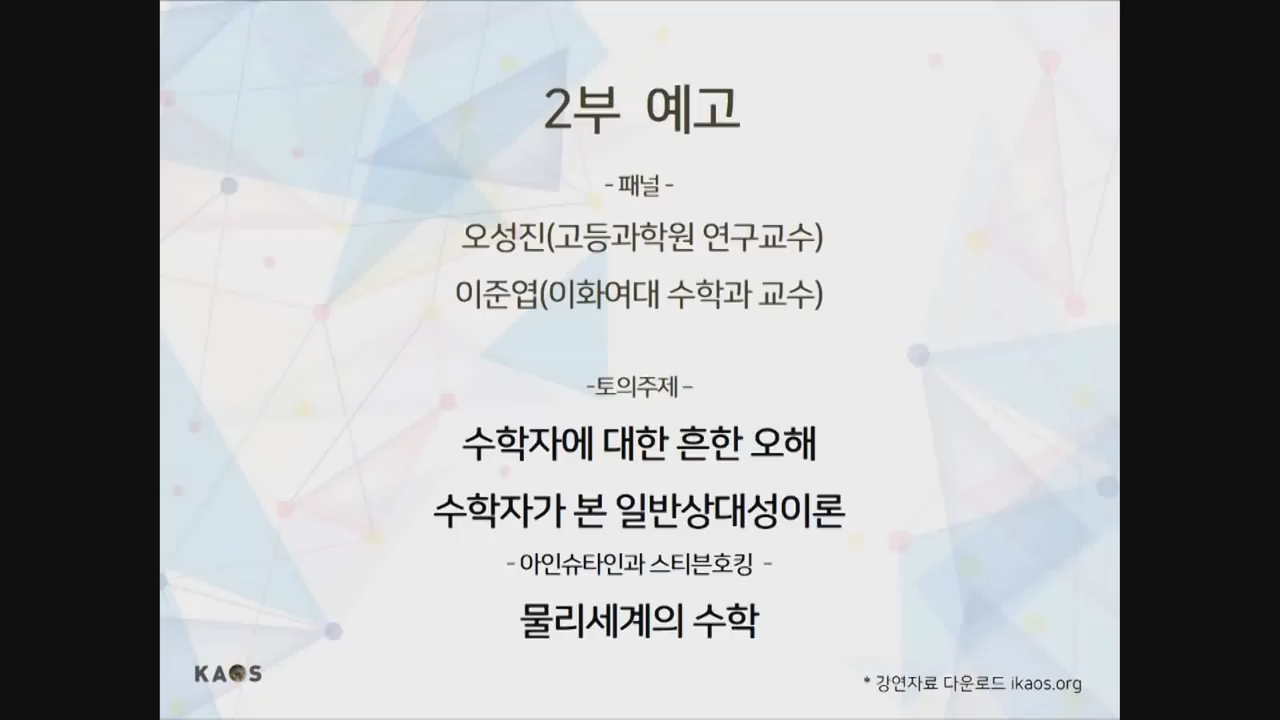 2부 예고
- 패널 -
오성진(고등과학원 연구교수)
이준엽(이화여대 수학과 교수)
-토의주제-
수학자에 대한 흔한 오해
수학자가 본 일반상대성이론
- 아인슈타인과 스티븐호킹 -
물리세계의 수학
KAOS
* 강연자료 다운로드 ikaos.org